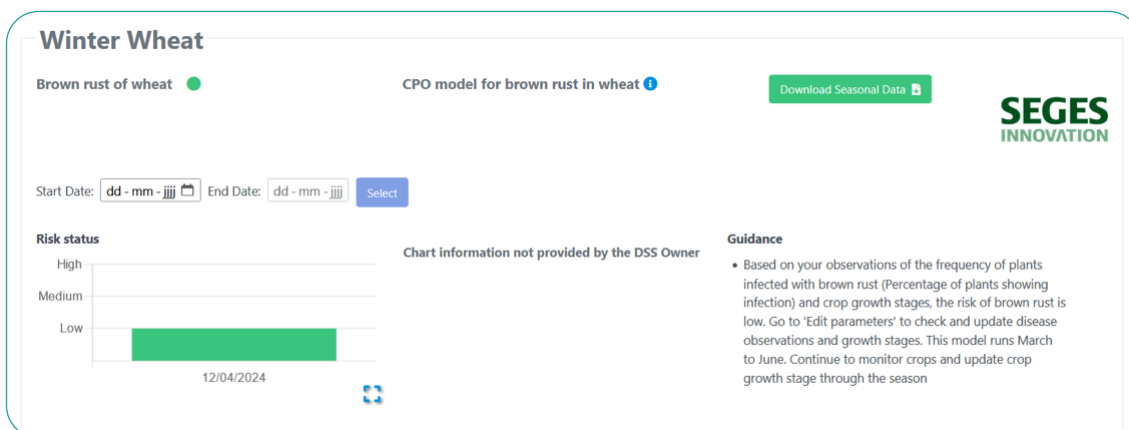 Winter Wheat
Brown rust of wheat
CPO model for brown rust in wheat
Download Seasonal Data
SEGES
INNOVATION
Start Date: dd - mm - jjjj End Date: dd - mm - jjjj Select
Risk status
High
Medium
Low
12/04/2024
Chart information not provided by the DSS Owner
Guidance
• Based on your observations of the frequency of plants
infected with brown rust (Percentage of plants showing
infection) and crop growth stages, the risk of brown rust is
low. Go to 'Edit parameters' to check and update disease
observations and growth stages. This model runs March
to June. Continue to monitor crops and update crop
growth stage through the season